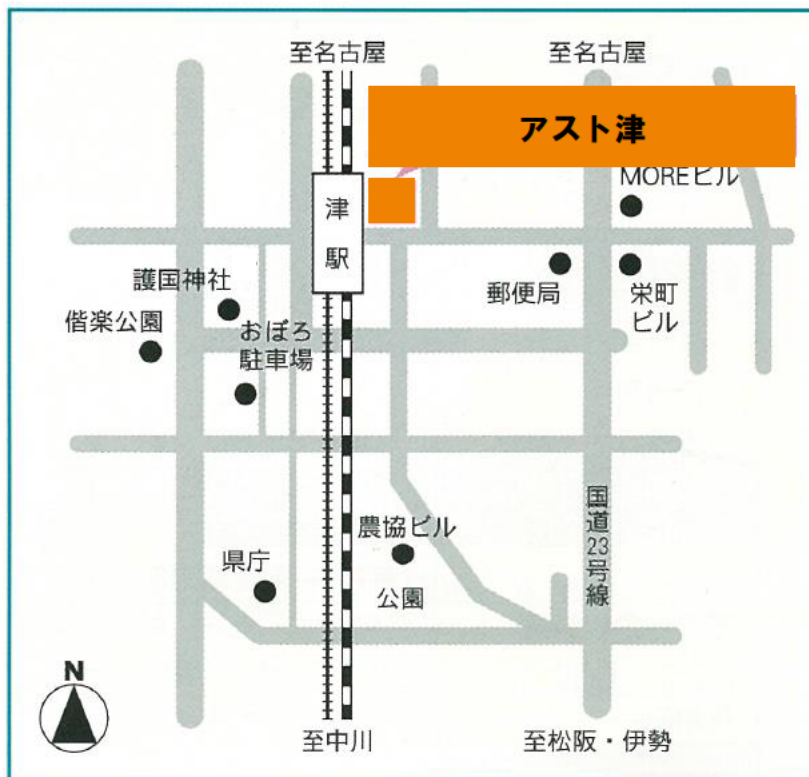 至名古屋
至名古屋
アスト津
MOREビル
津
駅
護国神社
郵便局
栄町
ビル
偕楽公園
おぼろ
駐車場
国道23号線
農協ビル
県庁
公園
N
至中川
至松阪・伊勢